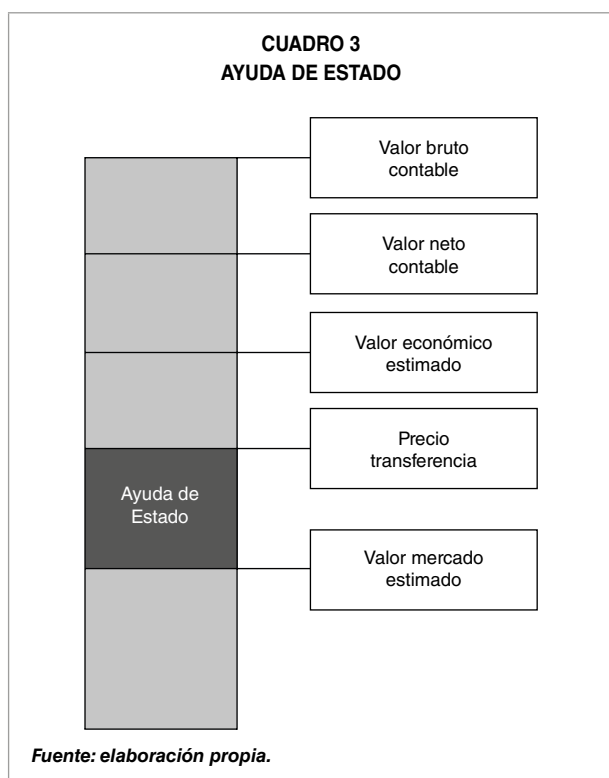 CUADRO 3
AYUDA DE ESTADO
Valor bruto
contable
Valor neto
contable
Valor económico
estimado
Precio
transferencia
Ayuda de
Estado
Valor mercado
estimado
Fuente: elaboración propia.